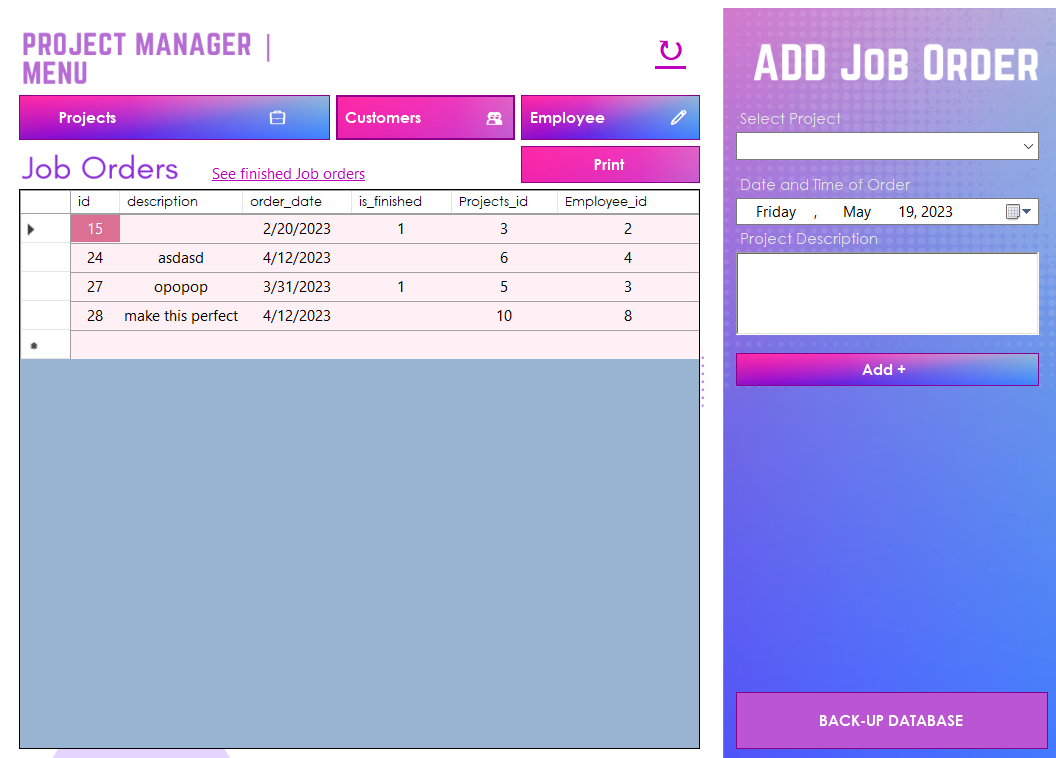 PROJECT MANAGER |
MENU
Projects
Customers
Employee
Job Orders
See finished Job orders
Print
id description order_date is_finished Projects_id Employee_id
15 2/20/2023 1 3 2
24 asdasd 4/12/2023 6 4
27 opopop 3/31/2023 1 5 3
28 make this perfect 4/12/2023 10 8
ADD Job Order
Select Project
Date and Time of Order
Friday , May 19, 2023
Project Description
Add +
BACK-UP DATABASE